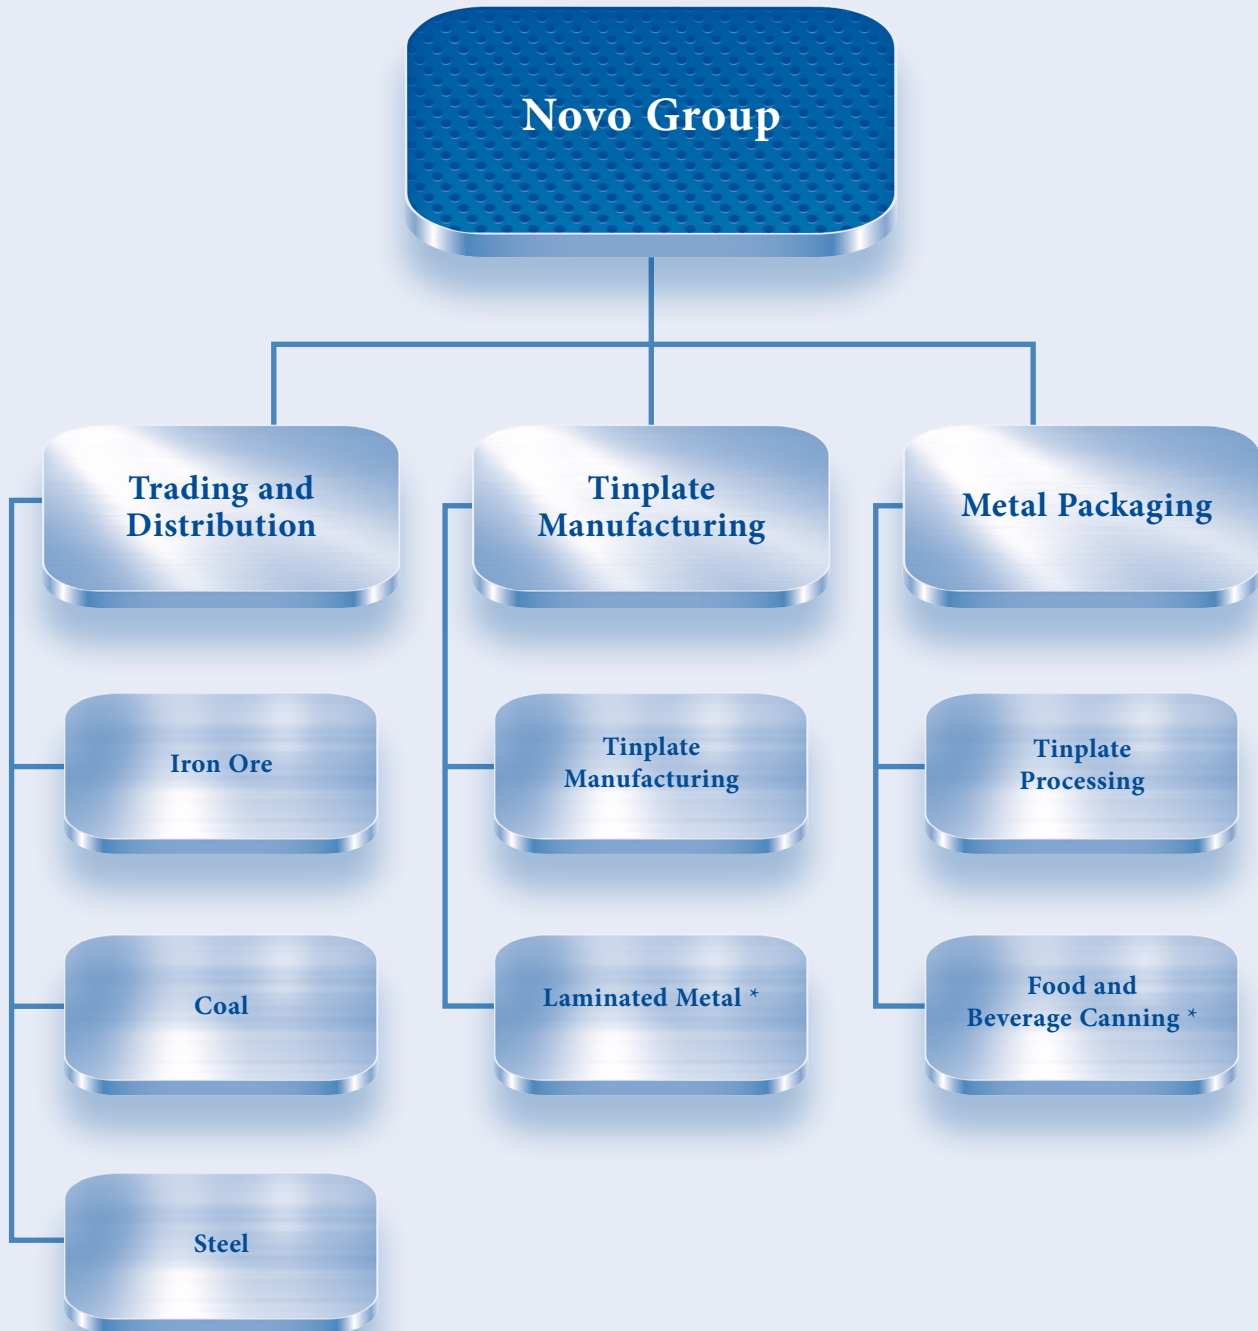 Novo Group
Trading and
Distribution
Iron Ore
Coal
Steel
Tinplate
Manufacturing
Tinplate
Manufacturing
Laminated Metal *
Metal Packaging
Tinplate
Processing
Food and
Beverage Canning *